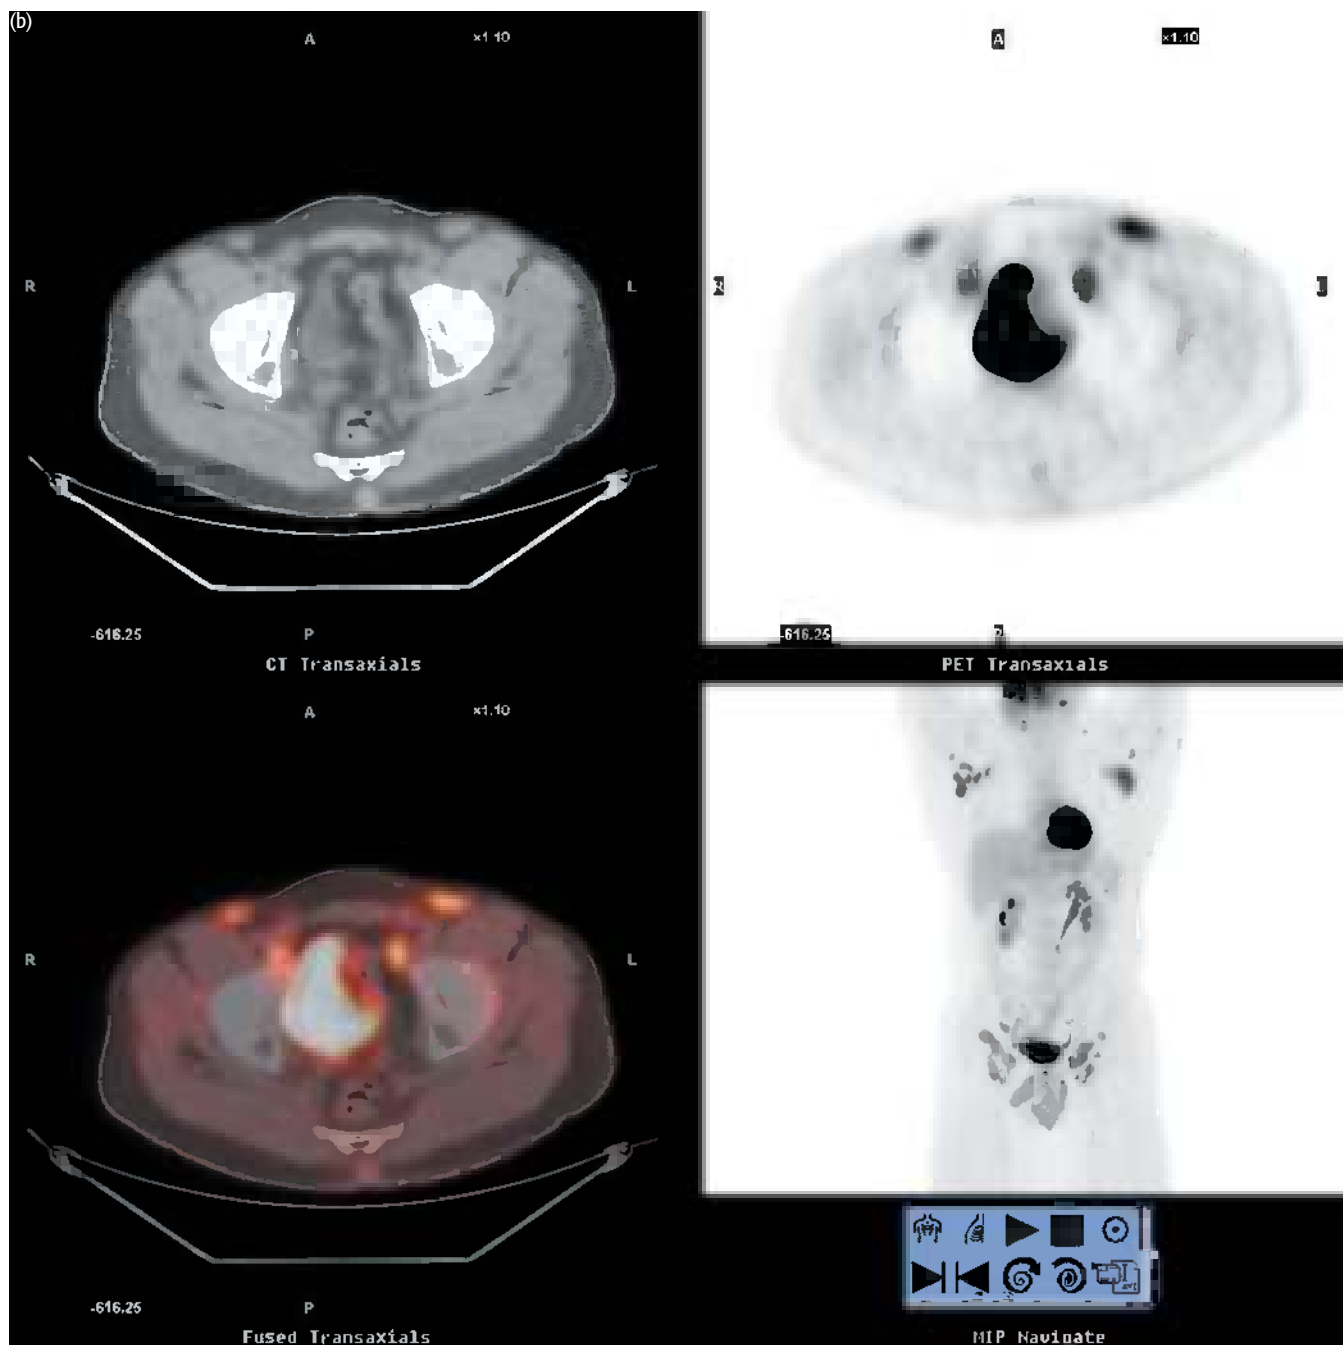 (b)
A ×1.10
A ×1.10
R L
R
-616.25 P
-616.25
CT Transaxials
PET Transaxials
A ×1.10
R L
-616.25 P
Fused Transaxials
MIP Navigate